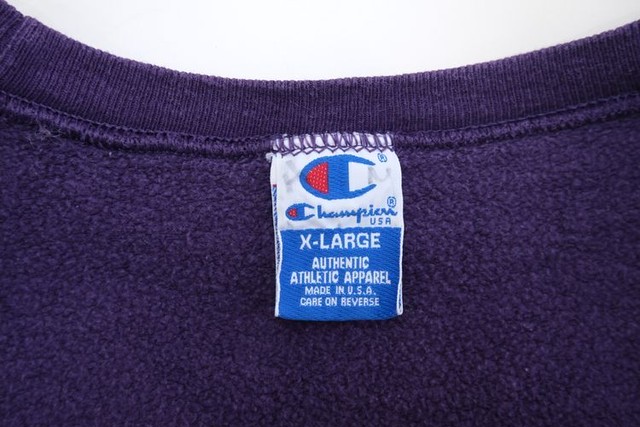 ®
Champion®
USA
X-LARGE
AUTHENTIC
ATHLETIC APPAREL
MADE IN U.S.A.
CARE ON REVERSE